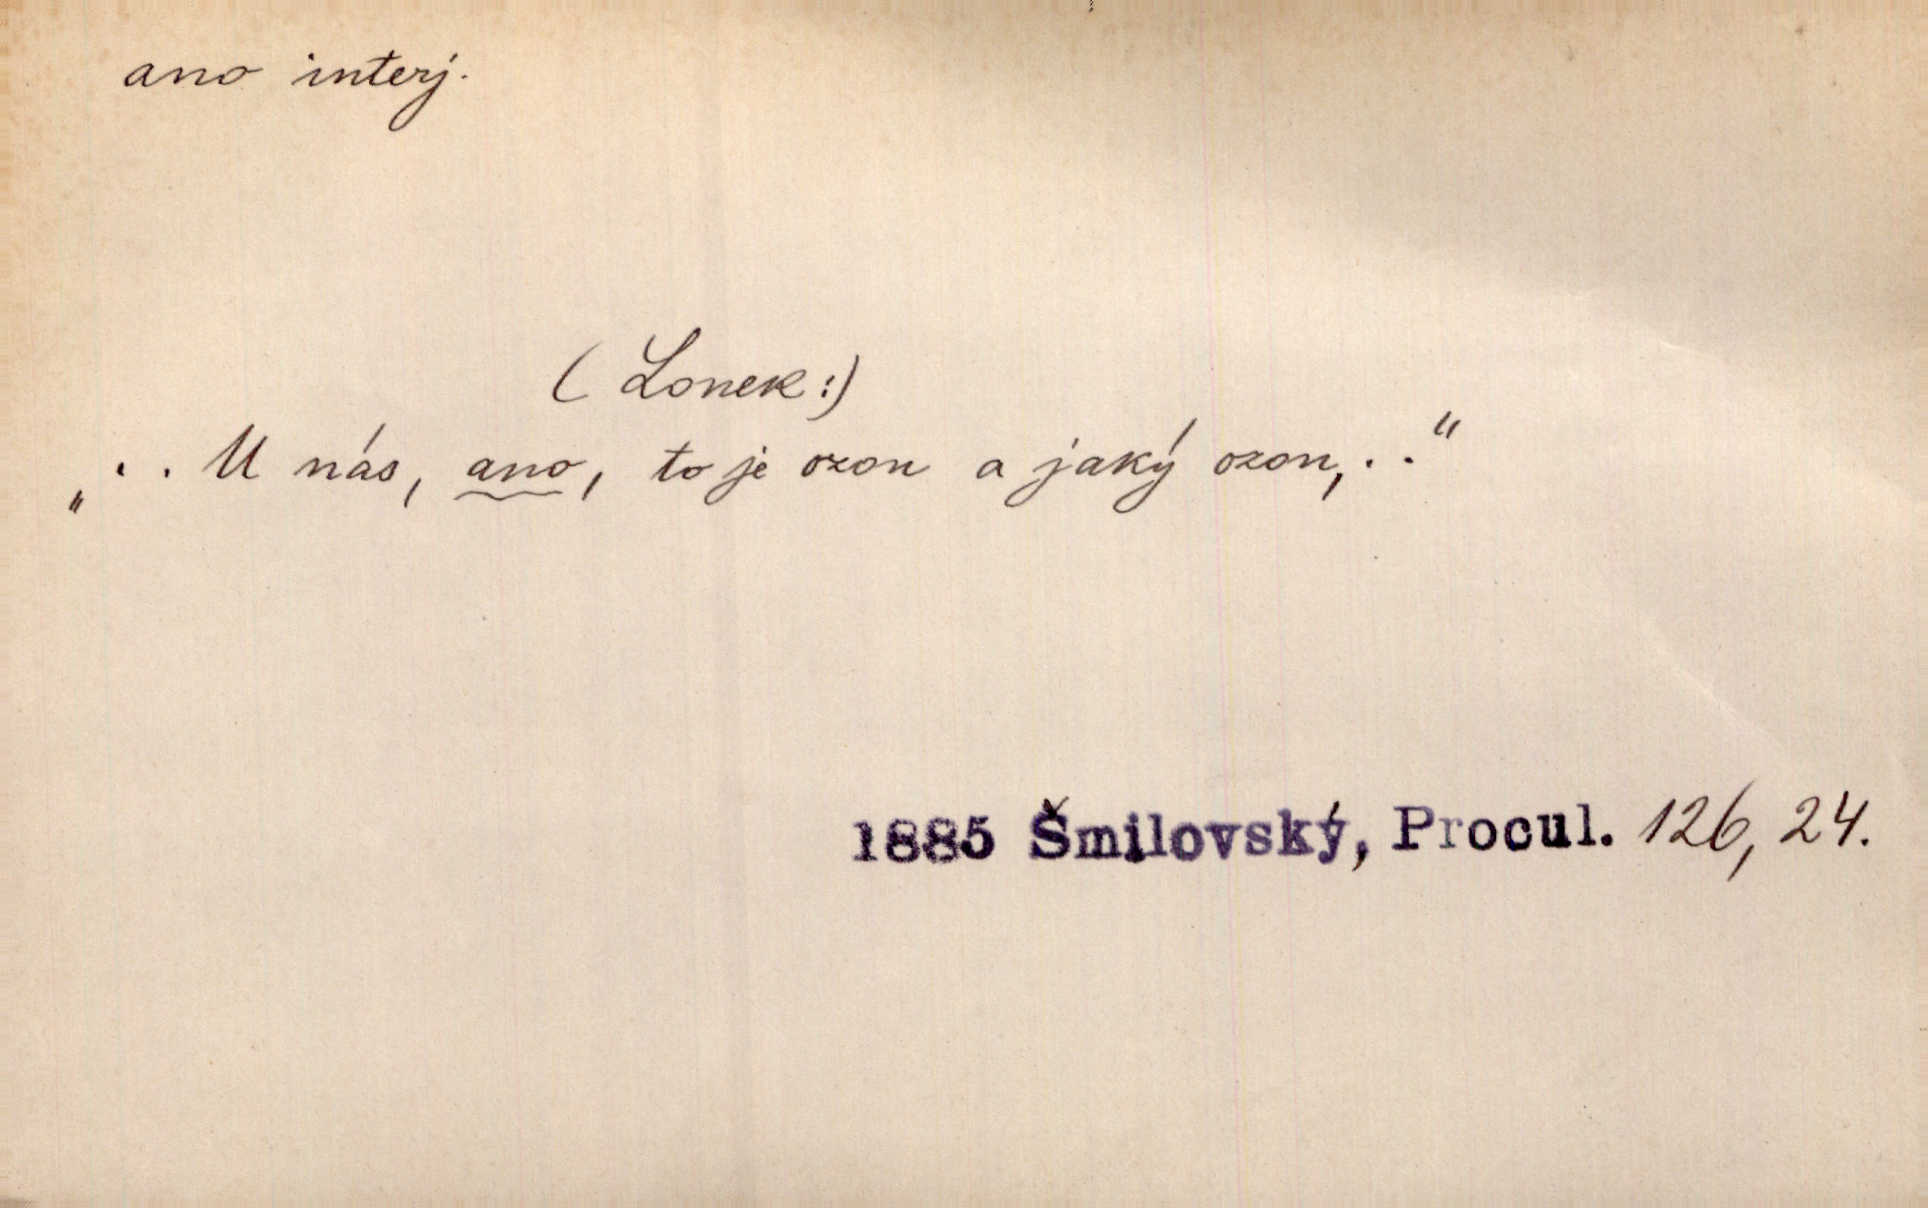 ano interj.
(Lonek:)
„. . U nás, ano, to je ozon a jaký ozon, . .“
1885 Šmilovský, Procul. 126, 24.